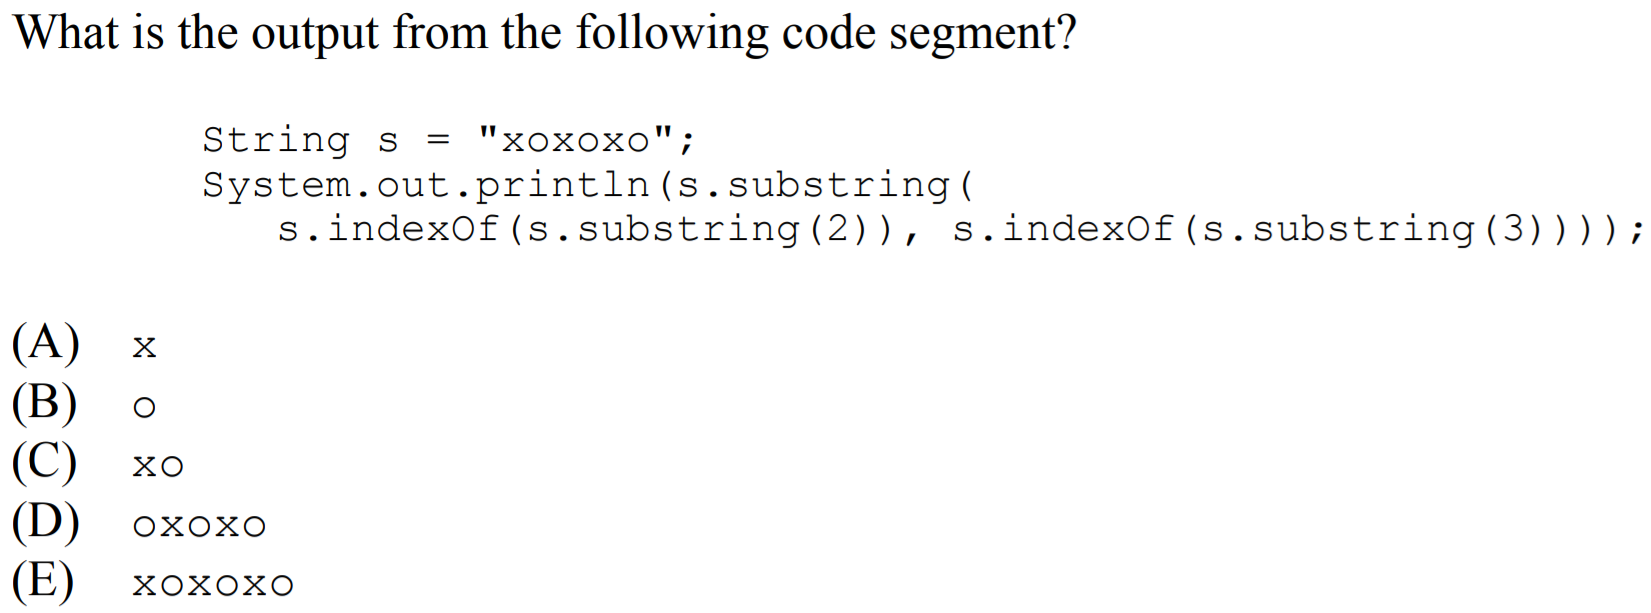 What is the output from the following code segment?
String s = "xoxoxo";
System.out.println(s.substring(
s.indexOf(s.substring(2)), s.indexOf(s.substring(3))));
(A) x
(B) o
(C) xo
(D) oxoxo
(E) xoxoxo